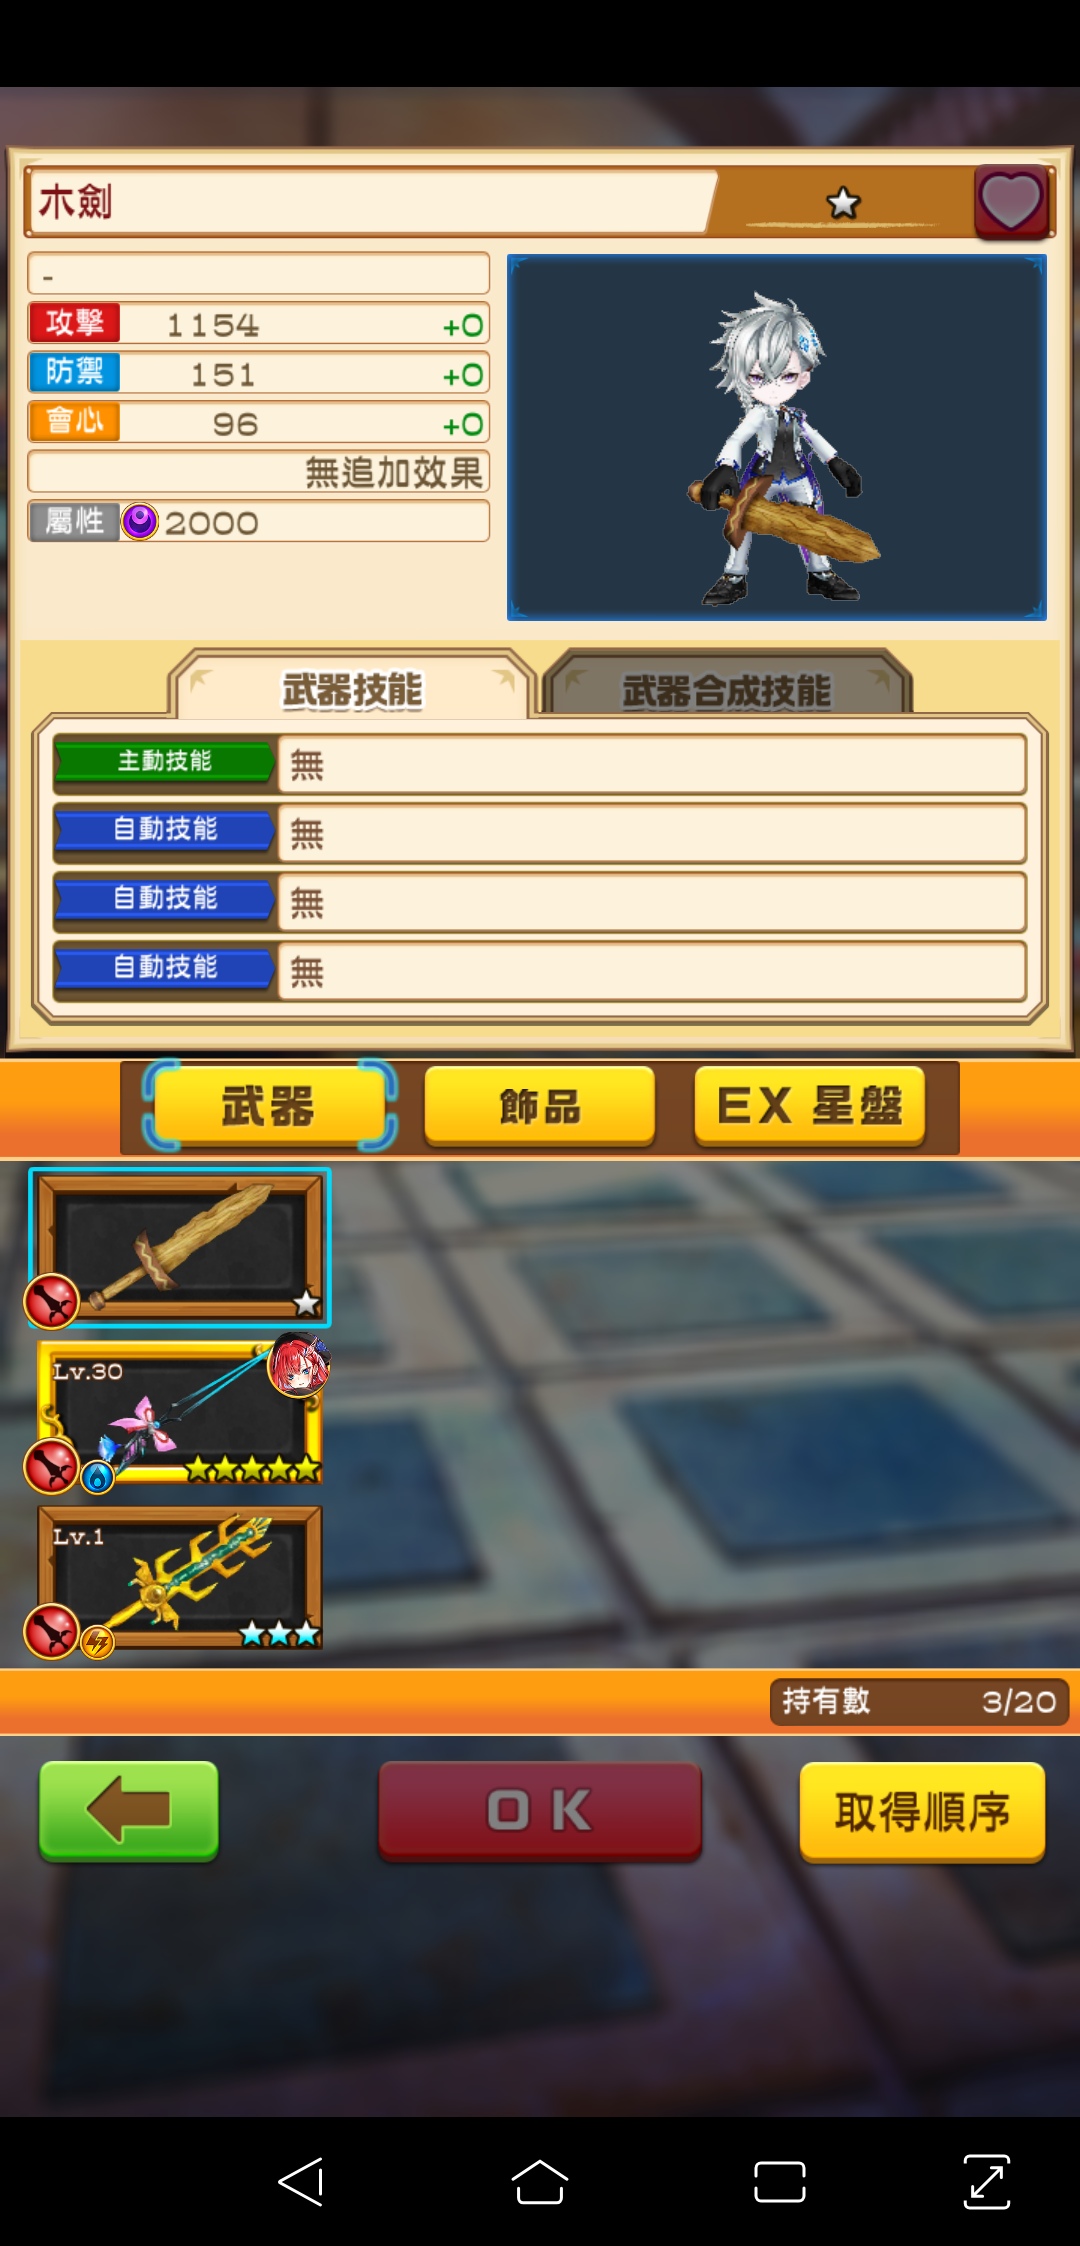 木劍
-
攻擊 1154 +0
防禦 151 +0
會心 96 +0
無追加效果
屬性 2000
武器技能 武器合成技能
主動技能 無
自動技能 無
自動技能 無
自動技能 無
武器 飾品 EX 星盤
Lv.30
Lv.1
持有數 3/20
OK 取得順序